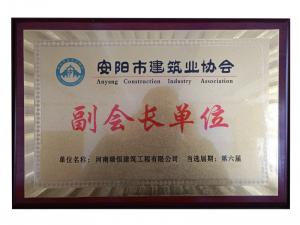 安阳市建筑业协会
Anyang Construction Industry Association
副会长单位
单位名称：河南 恒建筑工程有限公司 当选届期：第六届